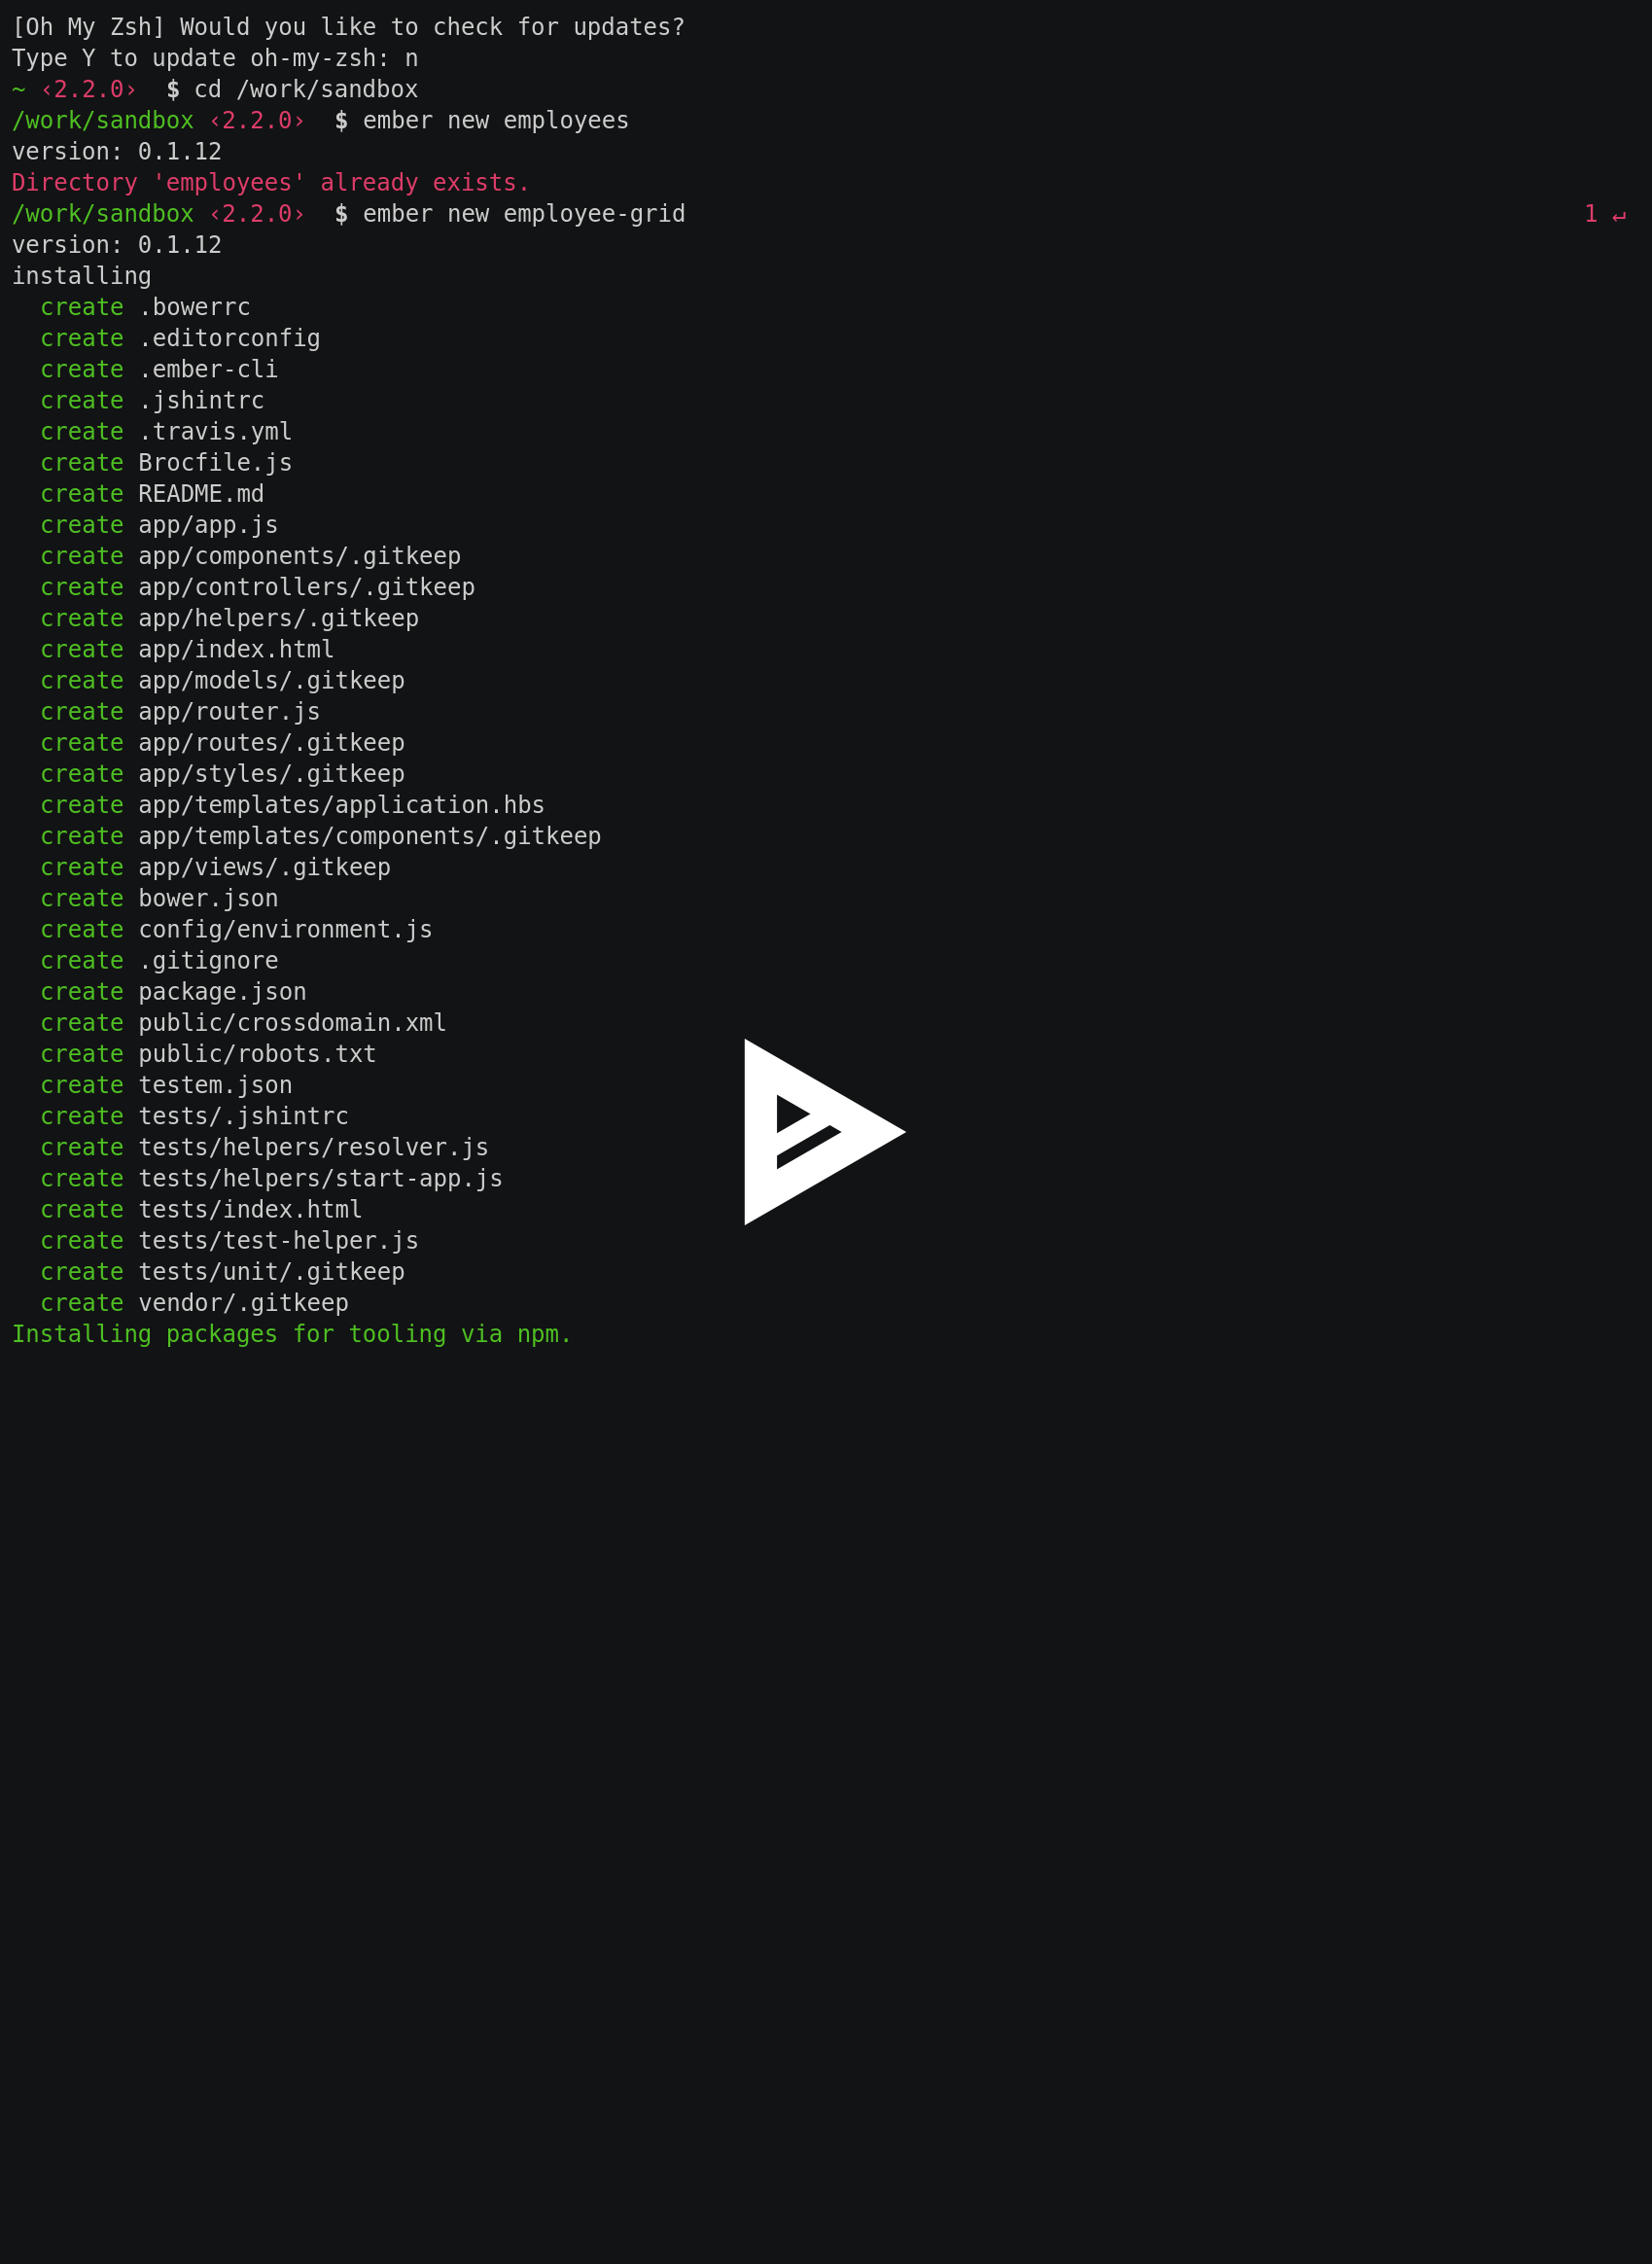 [Oh My Zsh] Would you like to check for updates?
Type Y to update oh-my-zsh: n
~ ‹2.2.0›  $ cd /work/sandbox
/work/sandbox ‹2.2.0›  $ ember new employees
version: 0.1.12
Directory 'employees' already exists.
/work/sandbox ‹2.2.0›  $ ember new employee-grid 1 ↵
version: 0.1.12
installing
  create .bowerrc
  create .editorconfig
  create .ember-cli
  create .jshintrc
  create .travis.yml
  create Brocfile.js
  create README.md
  create app/app.js
  create app/components/.gitkeep
  create app/controllers/.gitkeep
  create app/helpers/.gitkeep
  create app/index.html
  create app/models/.gitkeep
  create app/router.js
  create app/routes/.gitkeep
  create app/styles/.gitkeep
  create app/templates/application.hbs
  create app/templates/components/.gitkeep
  create app/views/.gitkeep
  create bower.json
  create config/environment.js
  create .gitignore
  create package.json
  create public/crossdomain.xml
  create public/robots.txt
  create testem.json
  create tests/.jshintrc
  create tests/helpers/resolver.js
  create tests/helpers/start-app.js
  create tests/index.html
  create tests/test-helper.js
  create tests/unit/.gitkeep
  create vendor/.gitkeep
Installing packages for tooling via npm.